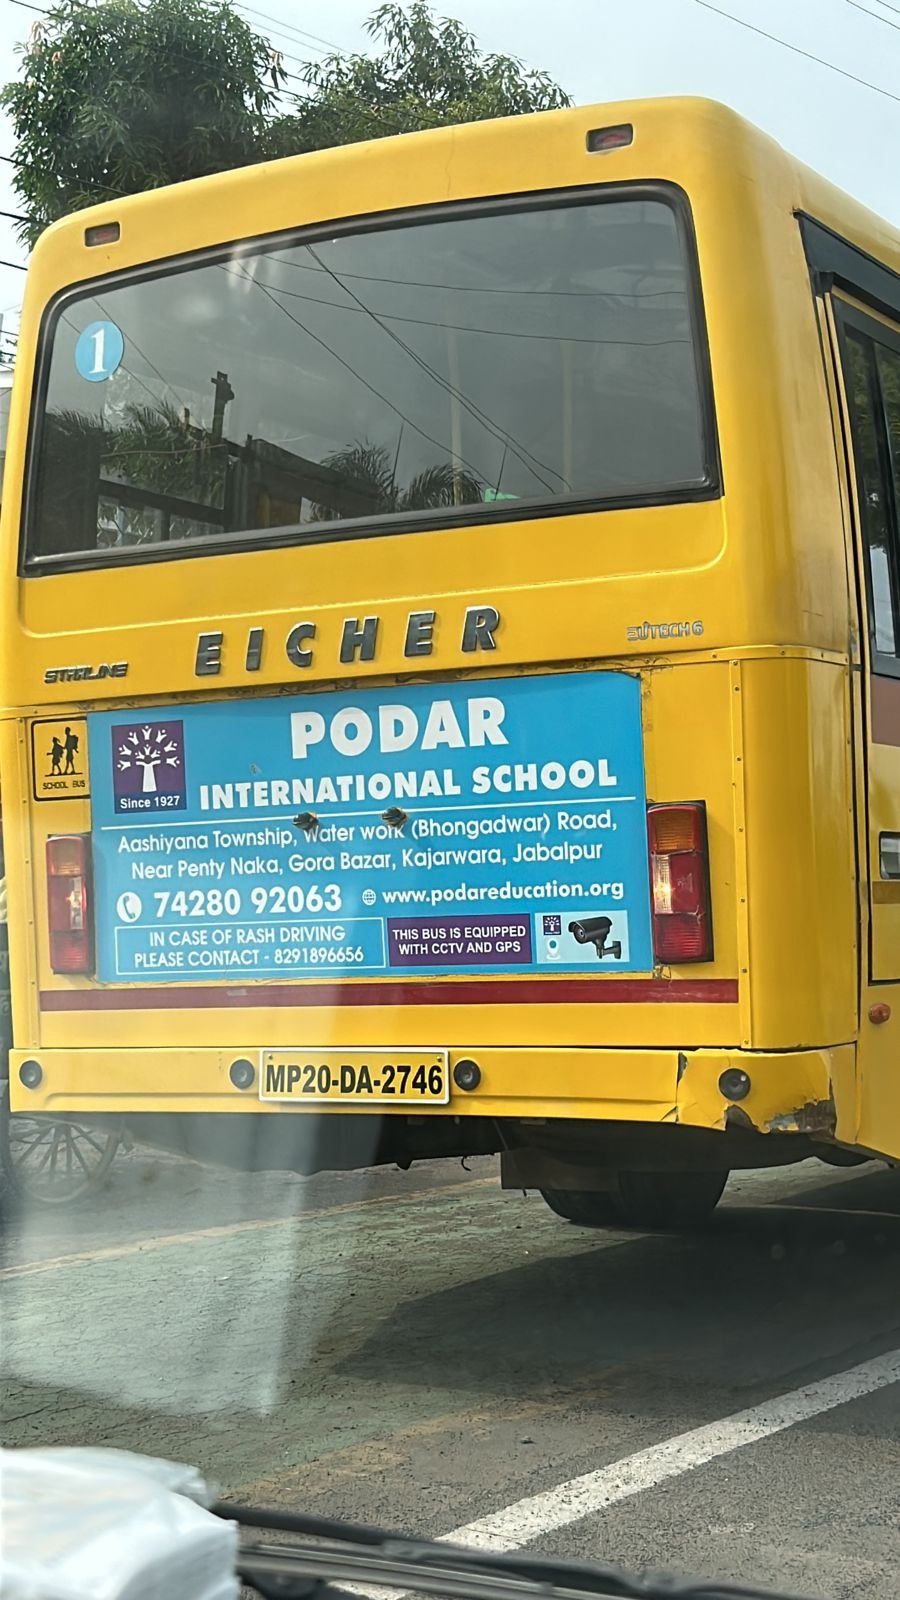 1
EICHER
EUTECH 6
STARLINE
SCHOOL BUS
Since 1927
PODAR
INTERNATIONAL SCHOOL
Aashiyana Township, Water work (Bhongadwar) Road,
Near Penty Naka, Gora Bazar, Kajarwara, Jabalpur
74280 92063 www.podareducation.org
IN CASE OF RASH DRIVING
PLEASE CONTACT - 8291896656
THIS BUS IS EQUIPPED
WITH CCTV AND GPS
MP20-DA-2746